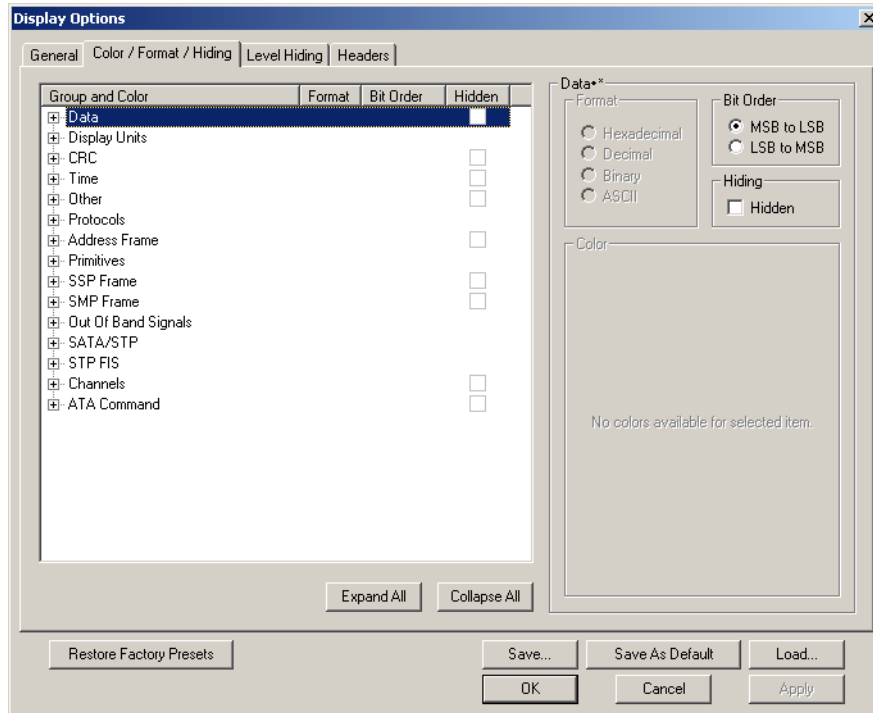 Display Options
General
Color / Format / Hiding
Level Hiding
Headers
Group and Color
Format
Bit Order
Hidden
Data
Display Units
CRC
Time
Other
Protocols
Address Frame
Primitives
SSP Frame
SMP Frame
Out Of Band Signals
SATA/STP
STP FIS
Channels
ATA Command
Expand All
Collapse All
Data•*
Format
Hexadecimal
Decimal
Binary
ASCII
Bit Order
MSB to LSB
LSB to MSB
Hiding
Hidden
Color
No colors available for selected item.
Restore Factory Presets
Save...
Save As Default
Load...
OK
Cancel
Apply